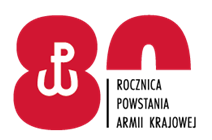 80
ROCZNICA
POWSTANIA
ARMII KRAJOWEJ